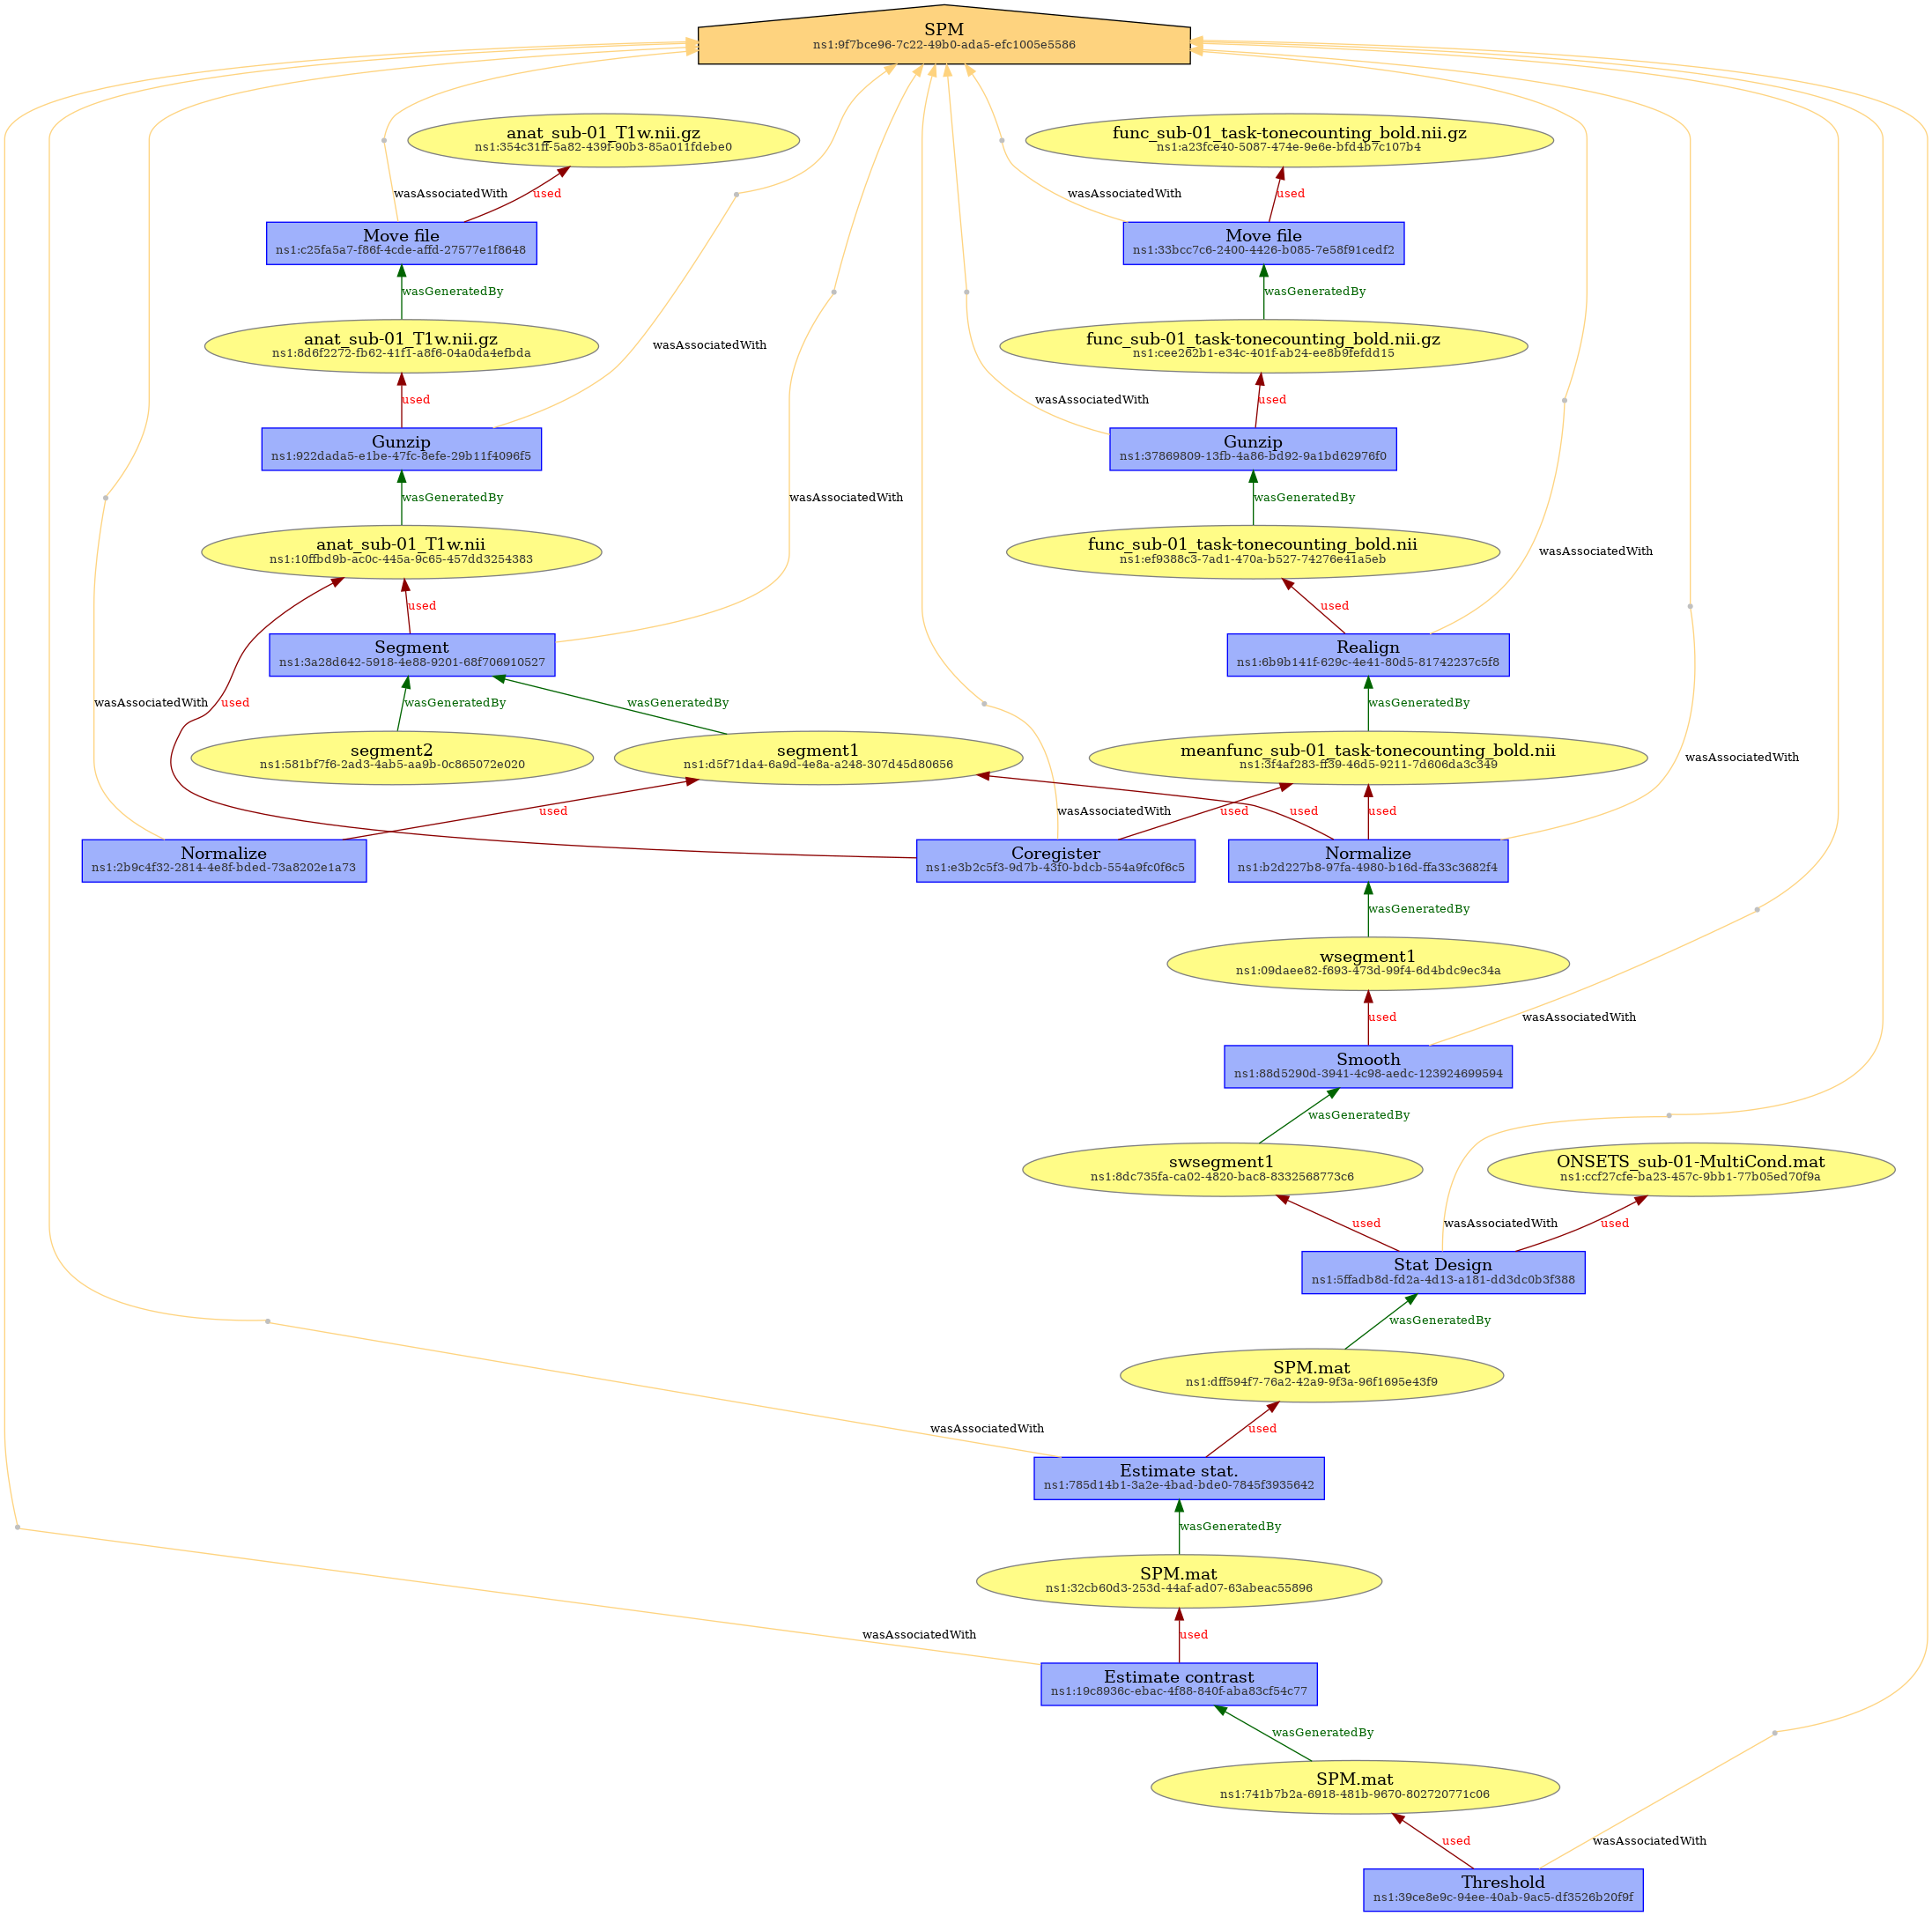 SPM
ns1:9f7bce96-7c22-49b0-ada5-efc1005e5586
anat_sub-01_T1w.nii.gz
ns1:354c31ff-5a82-439f-90b3-85a011fdebe0
func_sub-01_task-tonecounting_bold.nii.gz
ns1:a23fce40-5087-474e-9e6e-bfd4b7c107b4
wasAssociatedWith
used
wasAssociatedWith
used
Move file
ns1:c25fa5a7-f86f-4cde-affd-27577e1f8648
Move file
ns1:33bcc7c6-2400-4426-b085-7e58f91cedf2
wasGeneratedBy
wasGeneratedBy
anat_sub-01_T1w.nii.gz
ns1:8d6f2272-fb62-41f1-a8f6-04a0da4efbda
wasAssociatedWith
func_sub-01_task-tonecounting_bold.nii.gz
ns1:cee262b1-e34c-401f-ab24-ee8b9fefdd15
used
wasAssociatedWith
used
Gunzip
ns1:922dada5-e1be-47fc-8efe-29b11f4096f5
Gunzip
ns1:37869809-13fb-4a86-bd92-9a1bd62976f0
wasGeneratedBy
wasAssociatedWith
wasGeneratedBy
anat_sub-01_T1w.nii
ns1:10ffbd9b-ac0c-445a-9c65-457dd3254383
func_sub-01_task-tonecounting_bold.nii
ns1:ef9388c3-7ad1-470a-b527-74276e41a5eb
wasAssociatedWith
used
used
Segment
ns1:3a28d642-5918-4e88-9201-68f706910527
Realign
ns1:6b9b141f-629c-4e41-80d5-81742237c5f8
wasAssociatedWith
used
wasGeneratedBy
wasGeneratedBy
wasGeneratedBy
segment2
ns1:581bf7f6-2ad3-4ab5-aa9b-0c865072e020
segment1
ns1:d5f71da4-6a9d-4e8a-a248-307d45d80656
meanfunc_sub-01_task-tonecounting_bold.nii
ns1:3f4af283-ff39-46d5-9211-7d606da3c349
wasAssociatedWith
used
wasAssociatedWith
used
used
used
Normalize
ns1:2b9c4f32-2814-4e8f-bded-73a8202e1a73
Coregister
ns1:e3b2c5f3-9d7b-43f0-bdcb-554a9fc0f6c5
Normalize
ns1:b2d227b8-97fa-4980-b16d-ffa33c3682f4
wasGeneratedBy
wsegment1
ns1:09daee82-f693-473d-99f4-6d4bdc9ec34a
used
wasAssociatedWith
Smooth
ns1:88d5290d-3941-4c98-aedc-123924699594
wasGeneratedBy
swsegment1
ns1:8dc735fa-ca02-4820-bac8-8332568773c6
ONSETS_sub-01-MultiCond.mat
ns1:ccf27cfe-ba23-457c-9bb1-77b05ed70f9a
used
wasAssociatedWith
used
Stat Design
ns1:5ffadb8d-fd2a-4d13-a181-dd3dc0b3f388
wasGeneratedBy
SPM.mat
ns1:dff594f7-76a2-42a9-9f3a-96f1695e43f9
wasAssociatedWith
used
Estimate stat.
ns1:785d14b1-3a2e-4bad-bde0-7845f3935642
wasGeneratedBy
SPM.mat
ns1:32cb60d3-253d-44af-ad07-63abeac55896
wasAssociatedWith
used
Estimate contrast
ns1:19c8936c-ebac-4f88-840f-aba83cf54c77
wasGeneratedBy
SPM.mat
ns1:741b7b2a-6918-481b-9670-802720771c06
used
wasAssociatedWith
Threshold
ns1:39ce8e9c-94ee-40ab-9ac5-df3526b20f9f